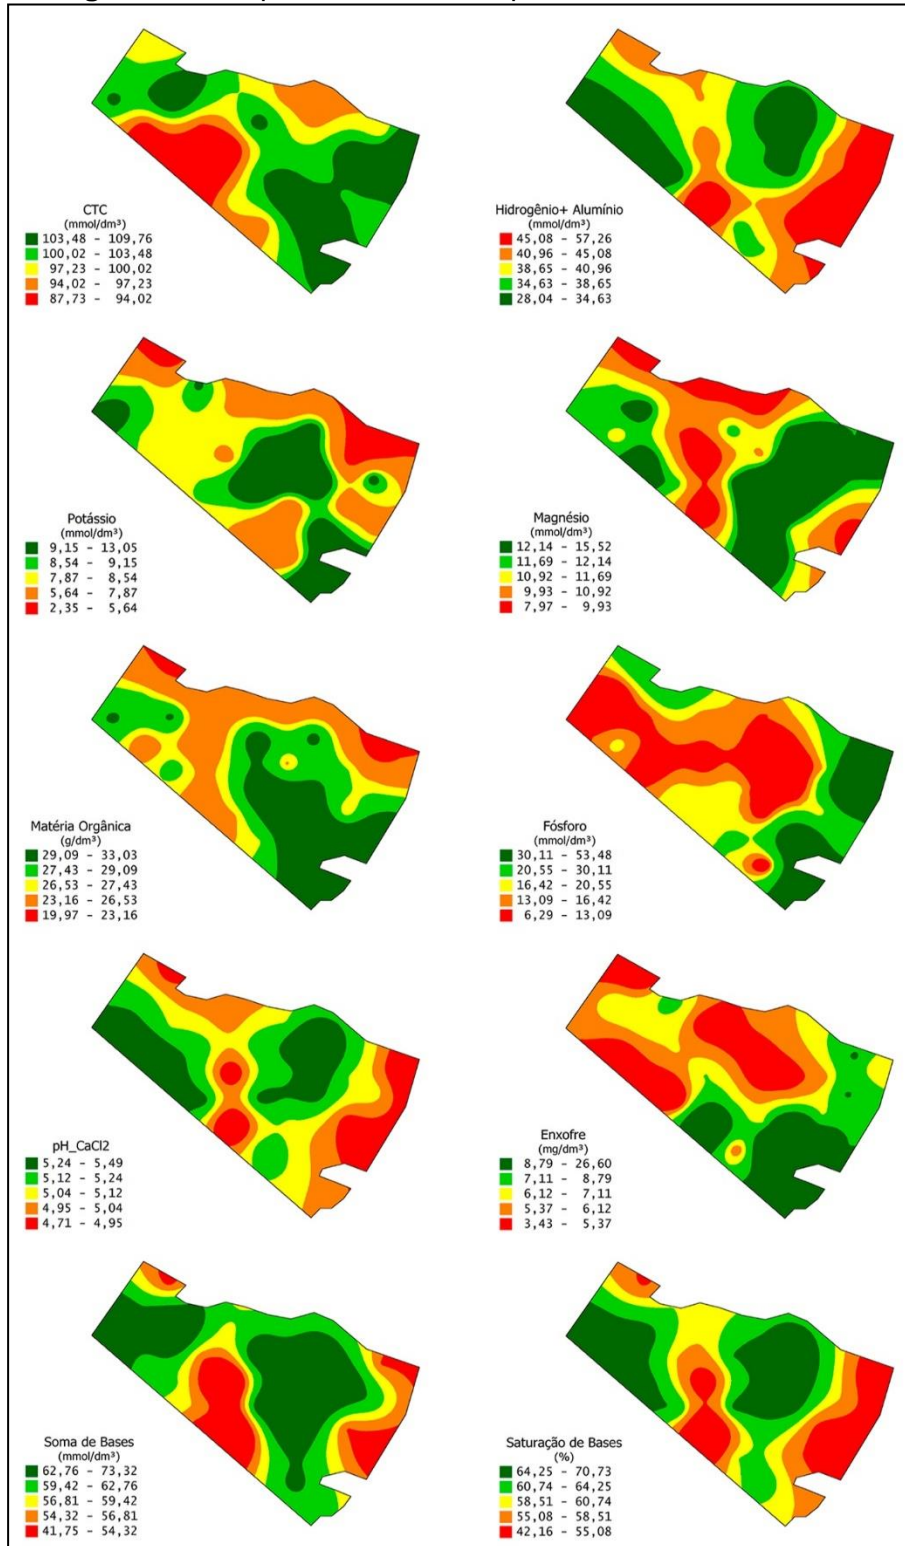 CTC
(mmol/dm³)
103,48 - 109,76
100,02 - 103,48
97,23 - 100,02
94,02 - 97,23
87,73 - 94,02
Hidrogênio+ Alumínio
(mmol/dm³)
45,08 - 57,26
40,96 - 45,08
38,65 - 40,96
34,63 - 38,65
28,04 - 34,63
Potássio
(mmol/dm³)
9,15 - 13,05
8,54 - 9,15
7,87 - 8,54
5,64 - 7,87
2,35 - 5,64
Magnésio
(mmol/dm³)
12,14 - 15,52
11,69 - 12,14
10,92 - 11,69
9,93 - 10,92
7,97 - 9,93
Matéria Orgânica
(g/dm³)
29,09 - 33,03
27,43 - 29,09
26,53 - 27,43
23,16 - 26,53
19,97 - 23,16
Fósforo
(mmol/dm³)
30,11 - 53,48
20,55 - 30,11
16,42 - 20,55
13,09 - 16,42
6,29 - 13,09
pH_CaCl2
5,24 - 5,49
5,12 - 5,24
5,04 - 5,12
4,95 - 5,04
4,71 - 4,95
Enxofre
(mg/dm³)
8,79 - 26,60
7,11 - 8,79
6,12 - 7,11
5,37 - 6,12
3,43 - 5,37
Soma de Bases
(mmol/dm³)
62,76 - 73,32
59,42 - 62,76
56,81 - 59,42
54,32 - 56,81
41,75 - 54,32
Saturação de Bases
(%)
64,25 - 70,73
60,74 - 64,25
58,51 - 60,74
55,08 - 58,51
42,16 - 55,08